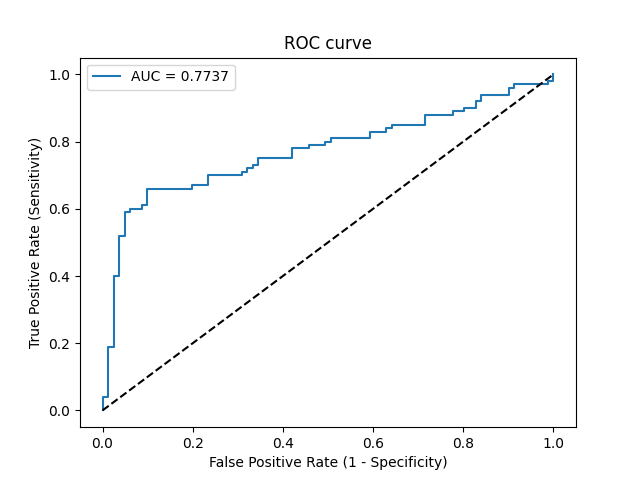 ROC curve
AUC = 0.7737
True Positive Rate (Sensitivity)
1.0
0.8
0.6
0.4
0.2
0.0
0.0 0.2 0.4 0.6 0.8 1.0
False Positive Rate (1 - Specificity)